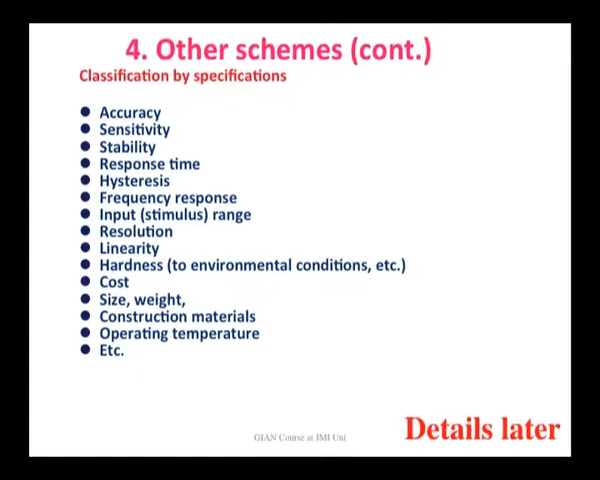 4. Other schemes (cont.)
Classification by specifications
● Accuracy
● Sensitivity
● Stability
● Response time
● Hysteresis
● Frequency response
● Input (stimulus) range
● Resolution
● Linearity
● Hardness (to environmental conditions, etc.)
● Cost
● Size, weight,
● Construction materials
● Operating temperature
● Etc.
Details later
GIAN Course at JMI Uni